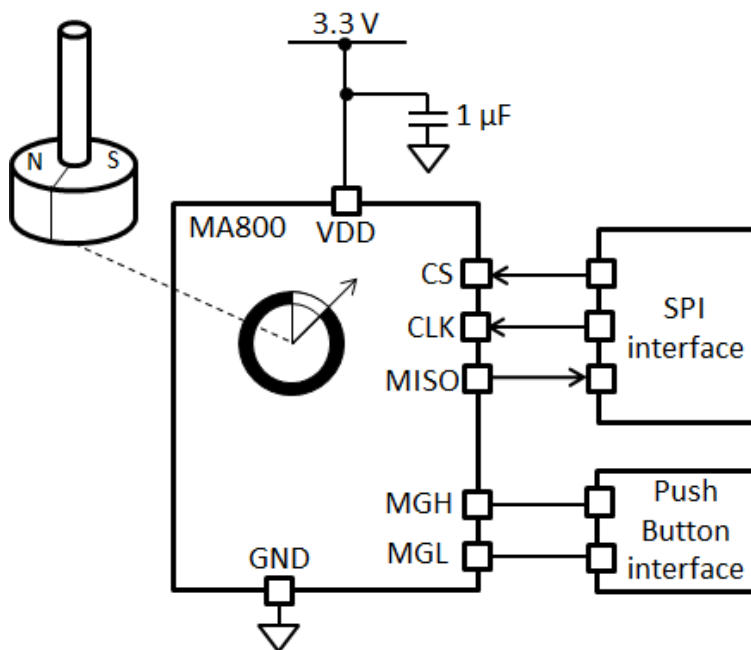 3.3 V
1 µF
N
S
MA800
VDD
CS
CLK
MISO
SPI
interface
MGH
MGL
Push
Button
interface
GND